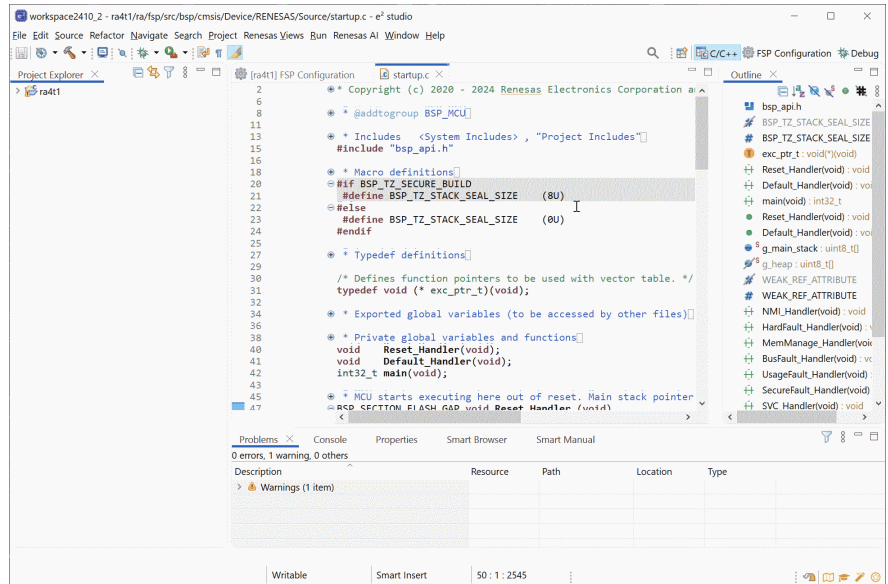 workspace2410_2 - ra4t1/ra/fsp/src/bsp/cmsis/Device/RENESAS/Source/startup.c - e² studio
File Edit Source Refactor Navigate Search Project Renesas Views Run Renesas AI Window Help
C/C++ FSP Configuration Debug
Project Explorer
ra4t1
[ra4t1] FSP Configuration
startup.c
2 * Copyright (c) 2020 - 2024 Renesas Electronics Corporation
6
8 * @addtogroup BSP_MCU
11
13 * Includes <System Includes> , "Project Includes"
15 #include "bsp_api.h"
16
18 * Macro definitions
20 #if BSP_TZ_SECURE_BUILD
21 #define BSP_TZ_STACK_SEAL_SIZE (8U)
22 #else
23 #define BSP_TZ_STACK_SEAL_SIZE (0U)
24 #endif
25
27 * Typedef definitions
29
30 /* Defines function pointers to be used with vector table. */
31 typedef void (* exc_ptr_t)(void);
32
34 * Exported global variables (to be accessed by other files)
36
38 * Private global variables and functions
40 void Reset_Handler(void);
41 void Default_Handler(void);
42 int32_t main(void);
43
45 * MCU starts executing here out of reset. Main stack pointer
47 BSP_SECTION_FLASH_GAP void Reset_Handler (void)
Outline
bsp_api.h
BSP_TZ_STACK_SEAL_SIZE
BSP_TZ_STACK_SEAL_SIZE
exc_ptr_t : void(*)(void)
Reset_Handler(void) : voi
Default_Handler(void) : vo
main(void) : int32_t
Reset_Handler(void) : voi
Default_Handler(void) : voi
g_main_stack : uint8_t[]
g_heap : uint8_t[]
WEAK_REF_ATTRIBUTE
WEAK_REF_ATTRIBUTE
NMI_Handler(void) : void
HardFault_Handler(void) : v
MemManage_Handler(voi
BusFault_Handler(void) : v
UsageFault_Handler(void)
SecureFault_Handler(void)
SVC_Handler(void) : void
Problems Console Properties Smart Browser Smart Manual
0 errors, 1 warning, 0 others
Description Resource Path Location Type
Warnings (1 item)
Writable Smart Insert 50 : 1 : 2545